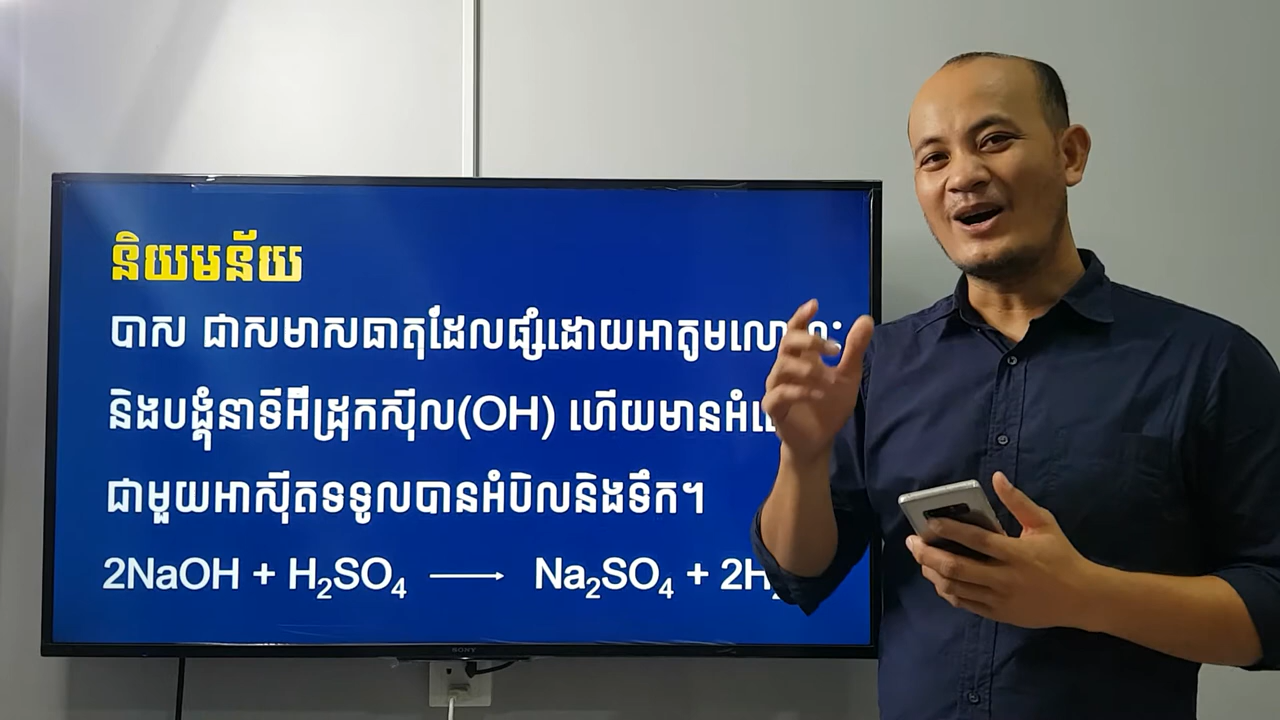 និយមន័យ
បាស ជាសមាសធាតុដែលផ្សំដោយអាតូម
និងបង្គុំនាទីអ៊ីដ្រុកស៊ីល(OH) ហើយមាន
ជាមួយអាស៊ីតទទួលបានអំបិលនិងទឹក។
2NaOH + H₂SO₄ ⟶ Na₂SO₄ + 2H
SONY